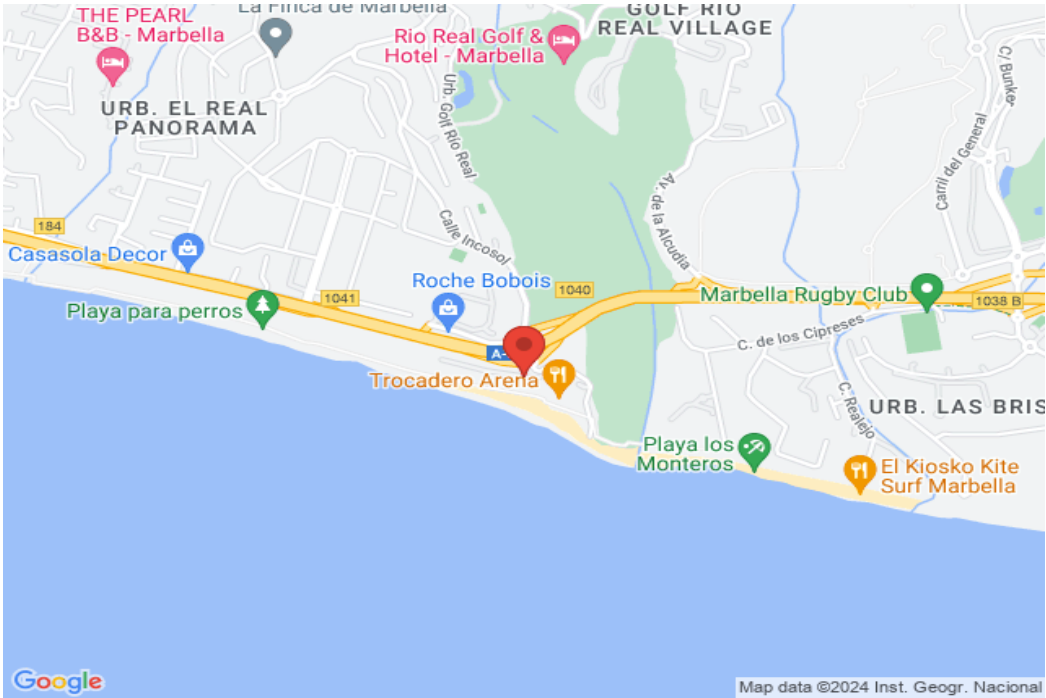 THE PEARL
B&B - Marbella
La Finca de Marbella
GOLF RIO
REAL VILLAGE
Rio Real Golf &
Hotel - Marbella
C/ Bunker
URB. EL REAL
PANORAMA
Urb. Golf Río Real
Carril del General
Av. de la Alcudia
184
Calle Incosol
Casasola Decor
Roche Bobois
1040
1041
Marbella Rugby Club
1038 B
Playa para perros
C. de los Cipreses
A-
Trocadero Arena
C. Realejo
URB. LAS BRIS
Playa los
Monteros
El Kiosko Kite
Surf Marbella
Google
Map data ©2024 Inst. Geogr. Nacional